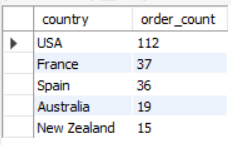 country order_count
USA 112
France 37
Spain 36
Australia 19
New Zealand 15